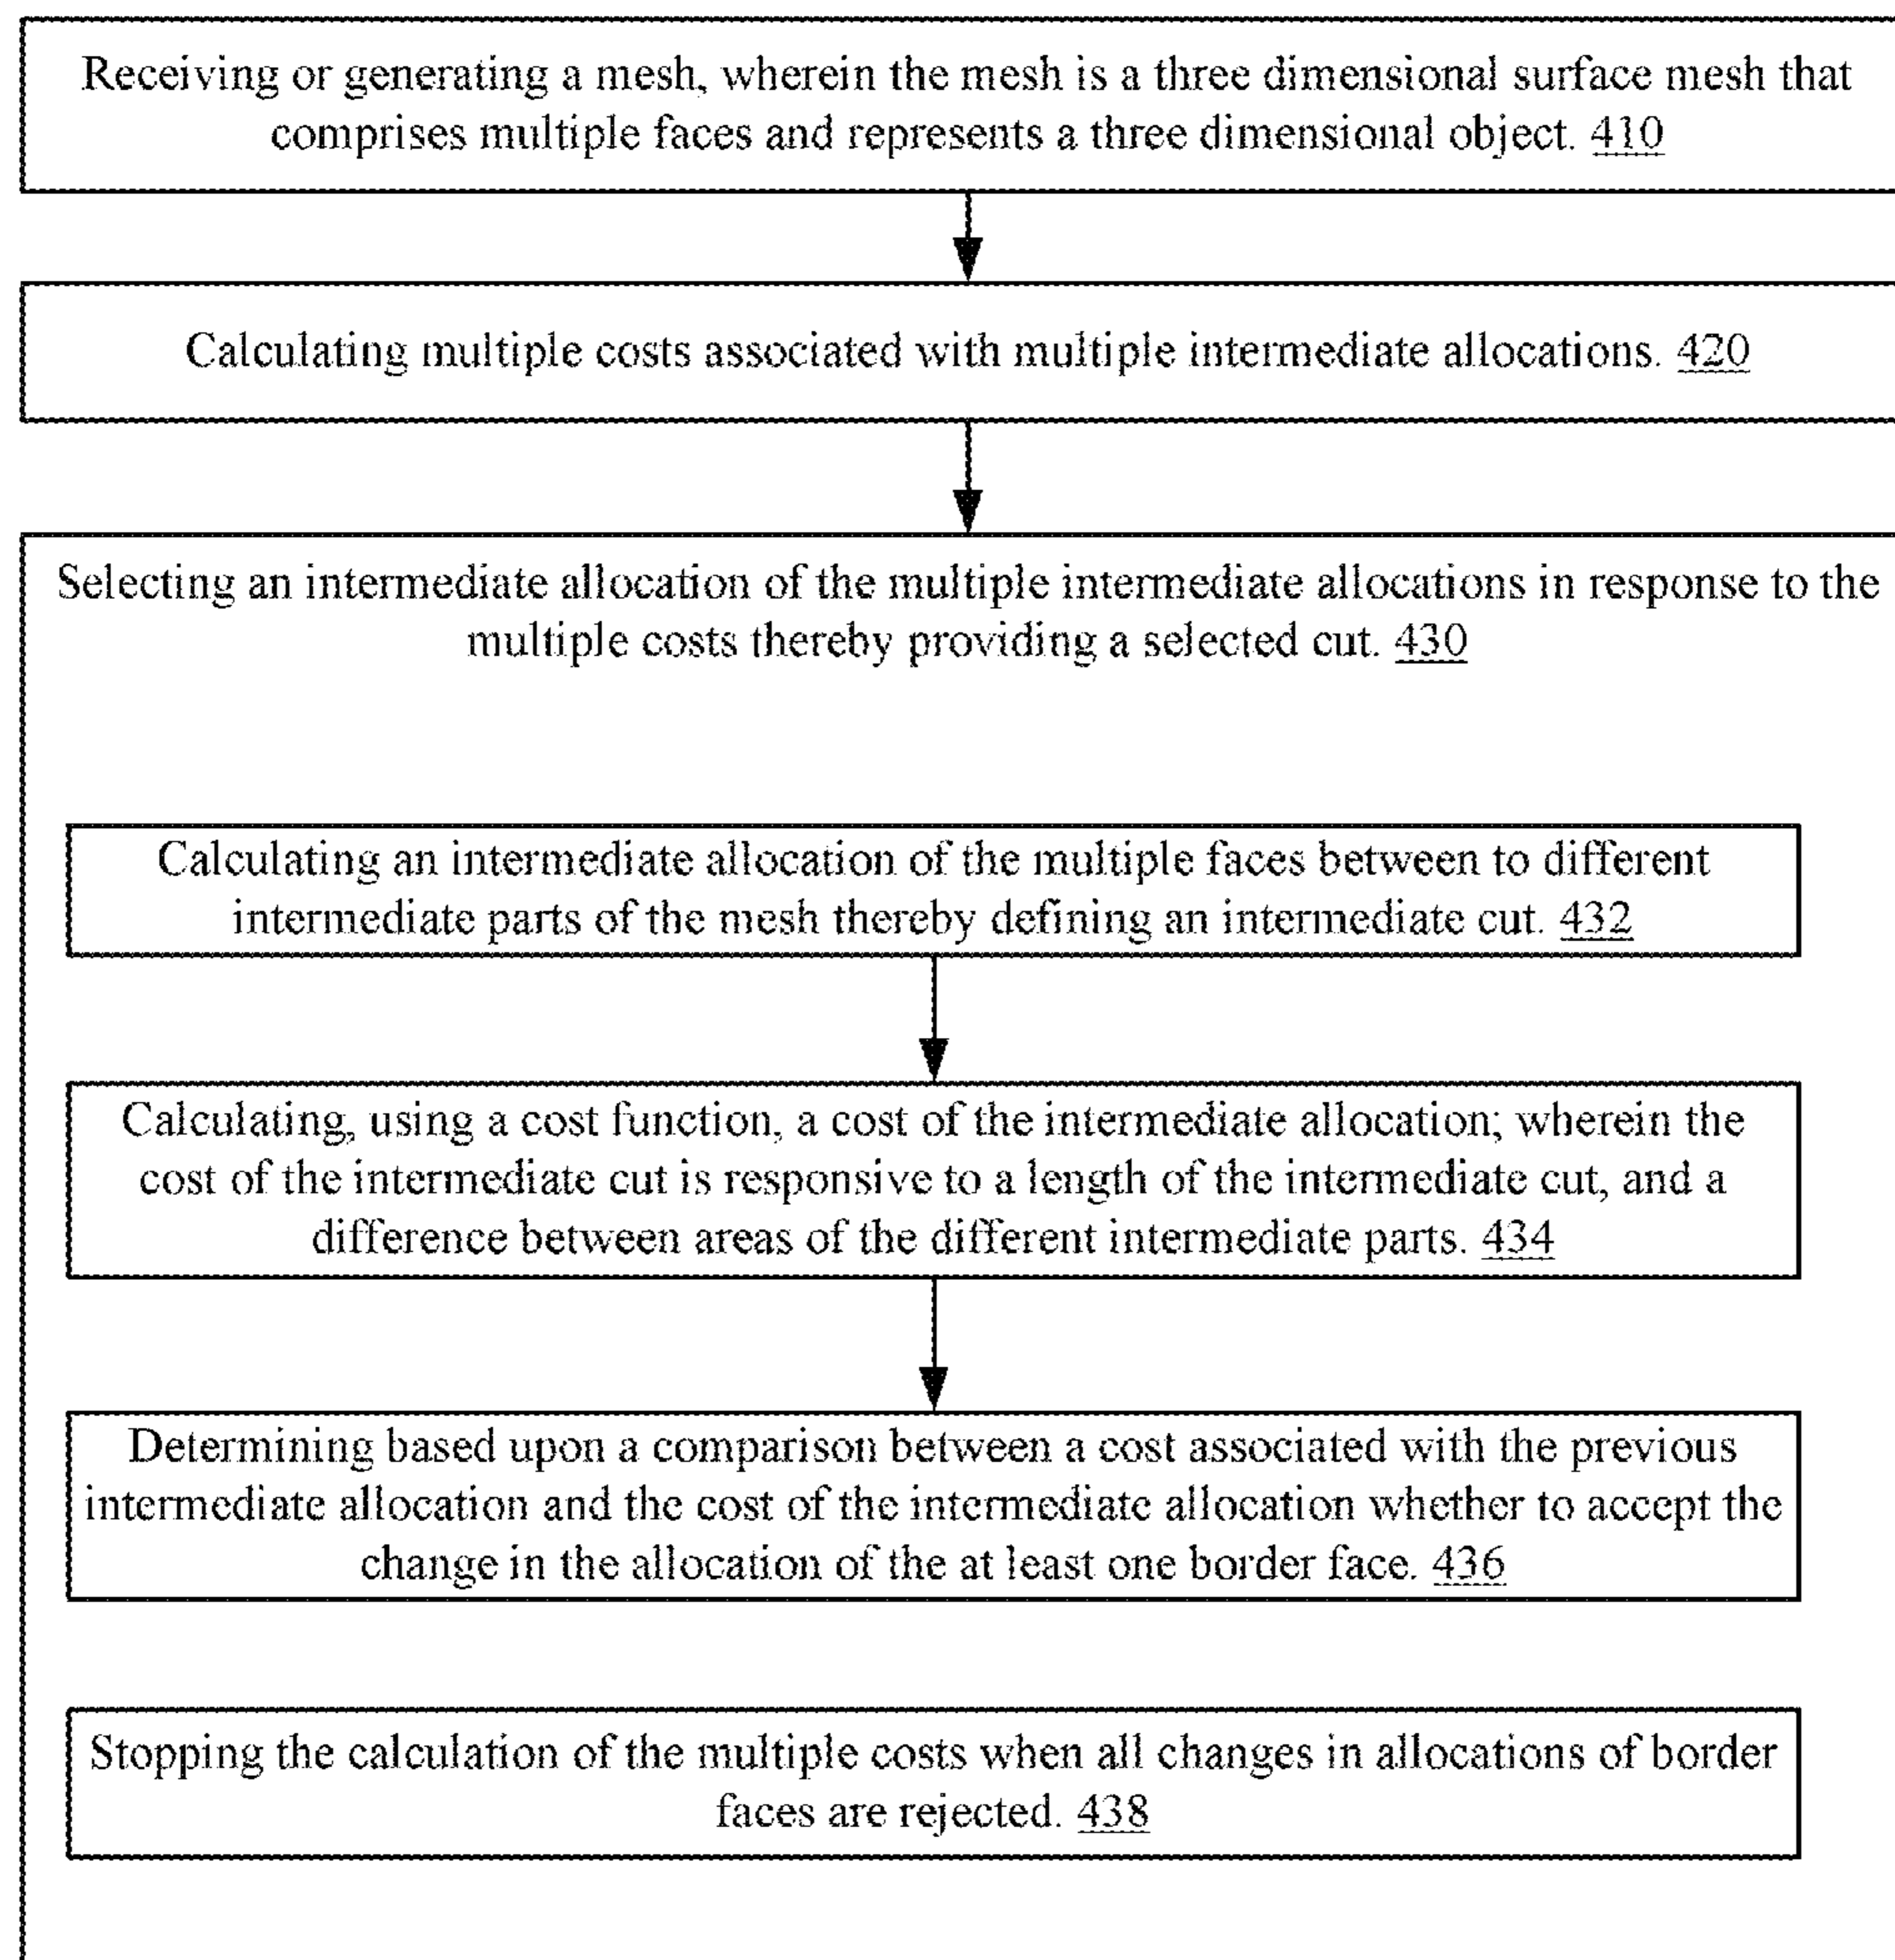 Receiving or generating a mesh, wherein the mesh is a three dimensional surface mesh that
comprises multiple faces and represents a three dimensional object. 410
Calculating multiple costs associated with multiple intermediate allocations. 420
Selecting an intermediate allocation of the multiple intermediate allocations in response to the
multiple costs thereby providing a selected cut. 430
Calculating an intermediate allocation of the multiple faces between to different
intermediate parts of the mesh thereby defining an intermediate cut. 432
Calculating, using a cost function, a cost of the intermediate allocation; wherein the
cost of the intermediate cut is responsive to a length of the intermediate cut, and a
difference between areas of the different intermediate parts. 434
Determining based upon a comparison between a cost associated with the previous
intermediate allocation and the cost of the intermediate allocation whether to accept the
change in the allocation of the at least one border face. 436
Stopping the calculation of the multiple costs when all changes in allocations of border
faces are rejected. 438